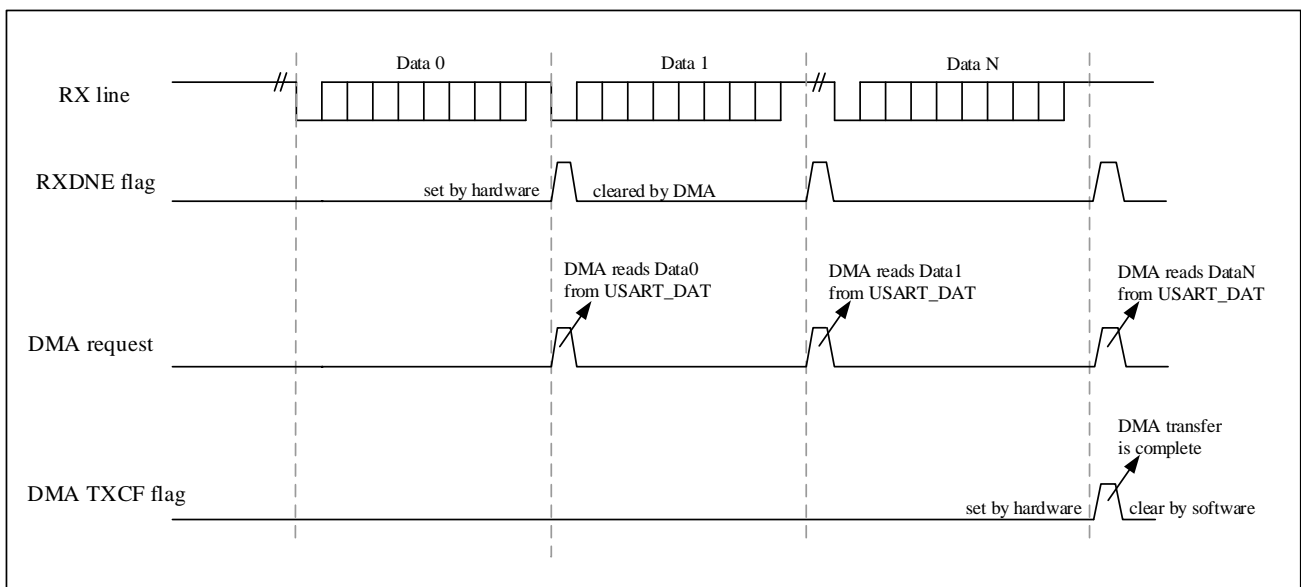 Data 0
Data 1
Data N
RX line
RXDNE flag
set by hardware
cleared by DMA
DMA reads Data0
from USART_DAT
DMA reads Data1
from USART_DAT
DMA reads DataN
from USART_DAT
DMA request
DMA transfer
is complete
DMA TXCF flag
set by hardware
clear by software